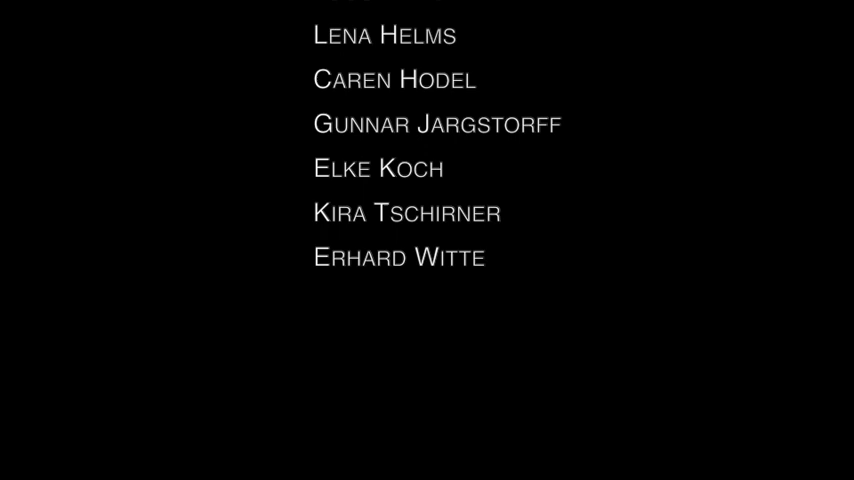 LENA HELMS
CAREN HODEL
GUNNAR JARGSTORFF
ELKE KOCH
KIRA TSCHIRNER
ERHARD WITTE